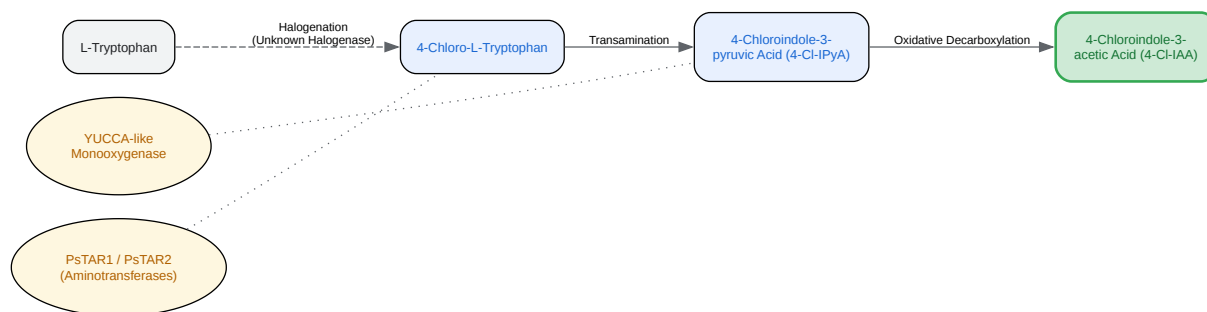 L-Tryptophan
Halogenation
(Unknown Halogenase)
4-Chloro-L-Tryptophan
Transamination
4-Chloroindole-3-
pyruvic Acid (4-Cl-IPyA)
Oxidative Decarboxylation
4-Chloroindole-3-
acetic Acid (4-Cl-IAA)
YUCCA-like
Monooxygenase
PsTAR1 / PsTAR2
(Aminotransferases)